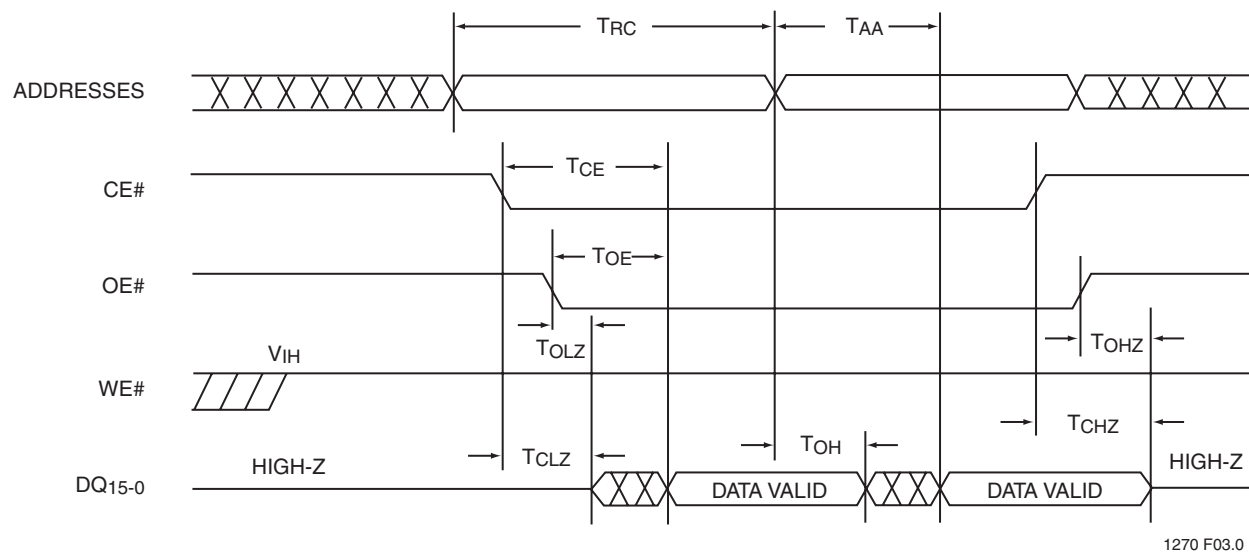 TRC
TAA
ADDRESSES
TCE
CE#
TOE
OE#
TOLZ
TOHZ
VIH
WE#
TCHZ
TCLZ
TOH
HIGH-Z
HIGH-Z
DQ15-0
DATA VALID
DATA VALID
1270 F03.0